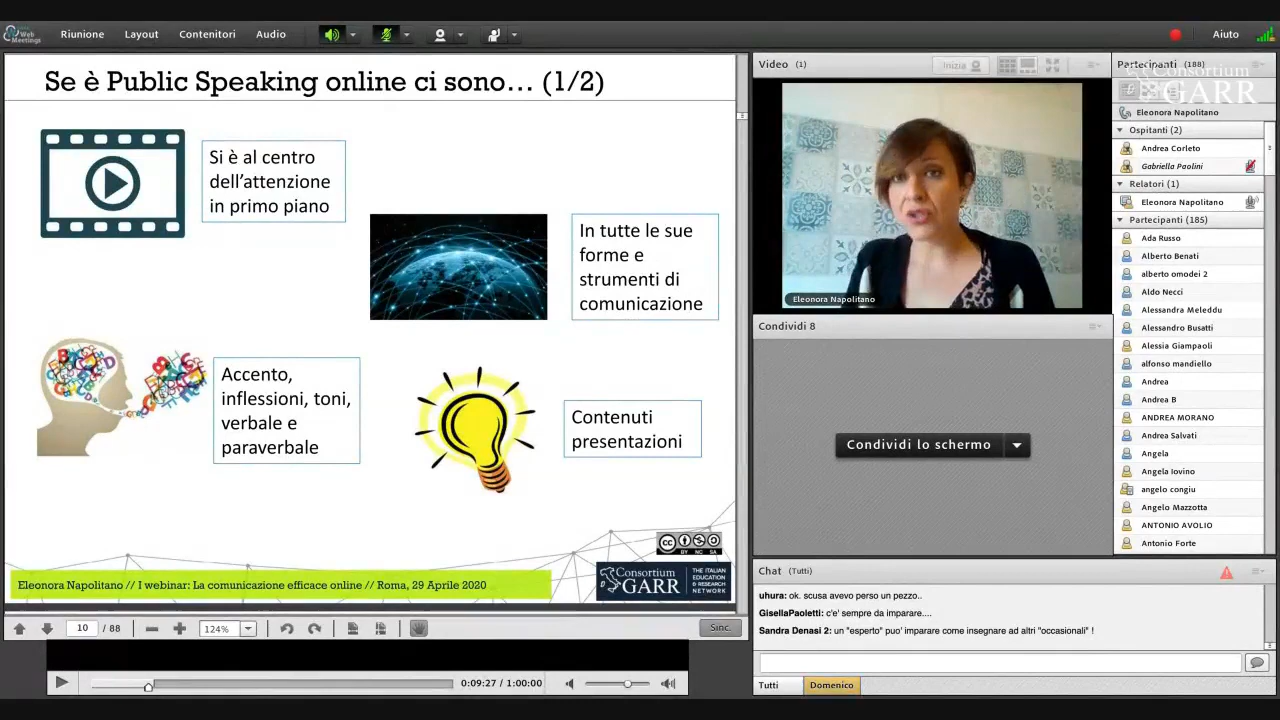 Web
Meetings
Riunione
Layout
Contenitori
Audio
Aiuto
Se è Public Speaking online ci sono… (1/2)
Si è al centro
dell’attenzione
in primo piano
In tutte le sue
forme e
strumenti di
comunicazione
Accento,
inflessioni, toni,
verbale e
paraverbale
Contenuti
presentazioni
cc
BY NC SA
Eleonora Napolitano // I webinar: La comunicazione efficace online // Roma, 29 Aprile 2020
Consortium
GARR
THE ITALIAN
EDUCATION
& RESEARCH
NETWORK
10 / 88
124%
Sinc.
0:09:27 / 1:00:00
Video (1)
Inizia
Eleonora Napolitano
Condividi 8
Condividi lo schermo
Partecipanti (188)
Consortium
GARR
Eleonora Napolitano
Ospitanti (2)
Andrea Corleto
Gabriella Paolini
Relatori (1)
Eleonora Napolitano
Partecipanti (185)
Ada Russo
Alberto Benati
alberto omodei 2
Aldo Necci
Alessandra Meleddu
Alessandro Busatti
Alessia Giampaoli
alfonso mandiello
Andrea
Andrea B
ANDREA MORANO
Andrea Salvati
Angela
Angela Iovino
angelo congiu
Angelo Mazzotta
ANTONIO AVOLIO
Antonio Forte
Chat (Tutti)
uhura: ok. scusa avevo perso un pezzo..
GisellaPaoletti: c'e' sempre da imparare....
Sandra Denasi 2: un "esperto" puo' imparare come insegnare ad altri "occasionali" !
Tutti
Domenico